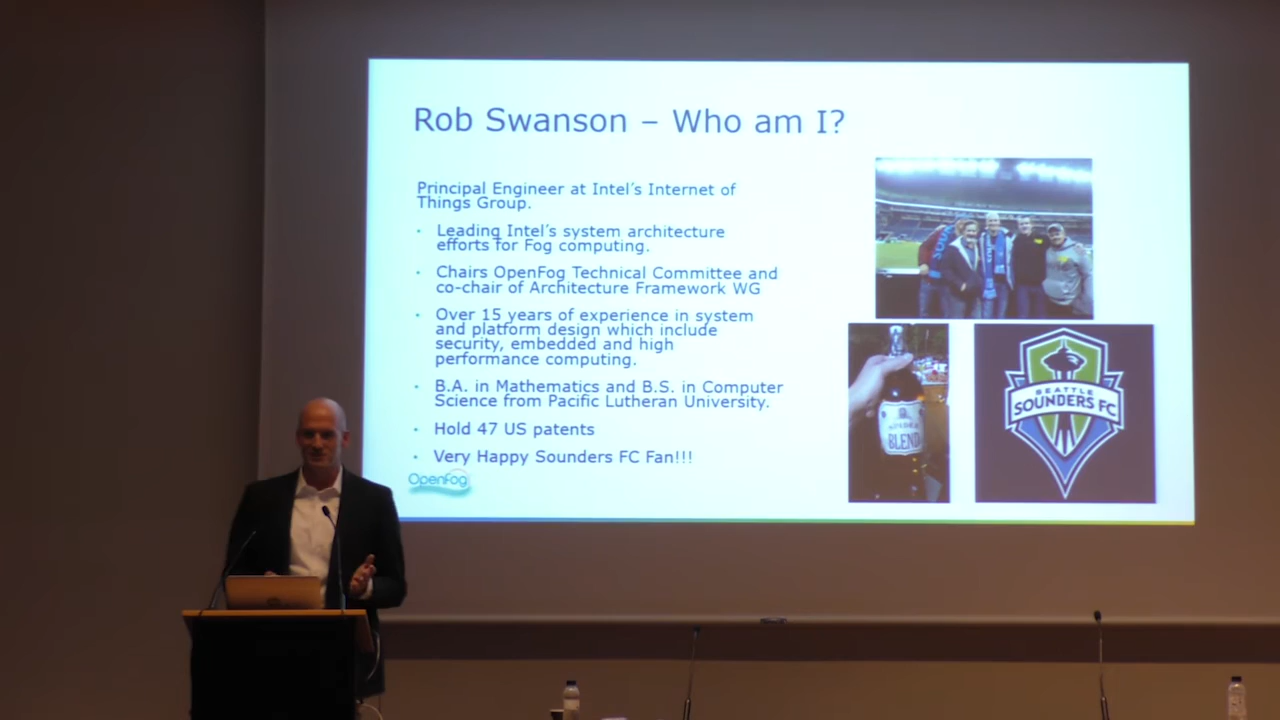 Rob Swanson – Who am I?
Principal Engineer at Intel's Internet of
Things Group.
• Leading Intel's system architecture
efforts for Fog computing.
• Chairs OpenFog Technical Committee and
co-chair of Architecture Framework WG
• Over 15 years of experience in system
and platform design which include
security, embedded and high
performance computing.
• B.A. in Mathematics and B.S. in Computer
Science from Pacific Lutheran University.
• Hold 47 US patents
• Very Happy Sounders FC Fan!!!
OpenFog
BLEND
SEATTLE
SOUNDERS FC